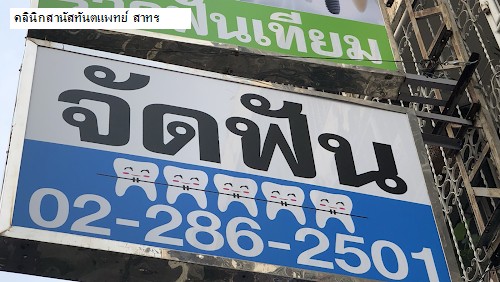 คลินิกสานัสทันตแพทย์ สาทร
ฟันเทียม
จัดฟัน
02-286-2501